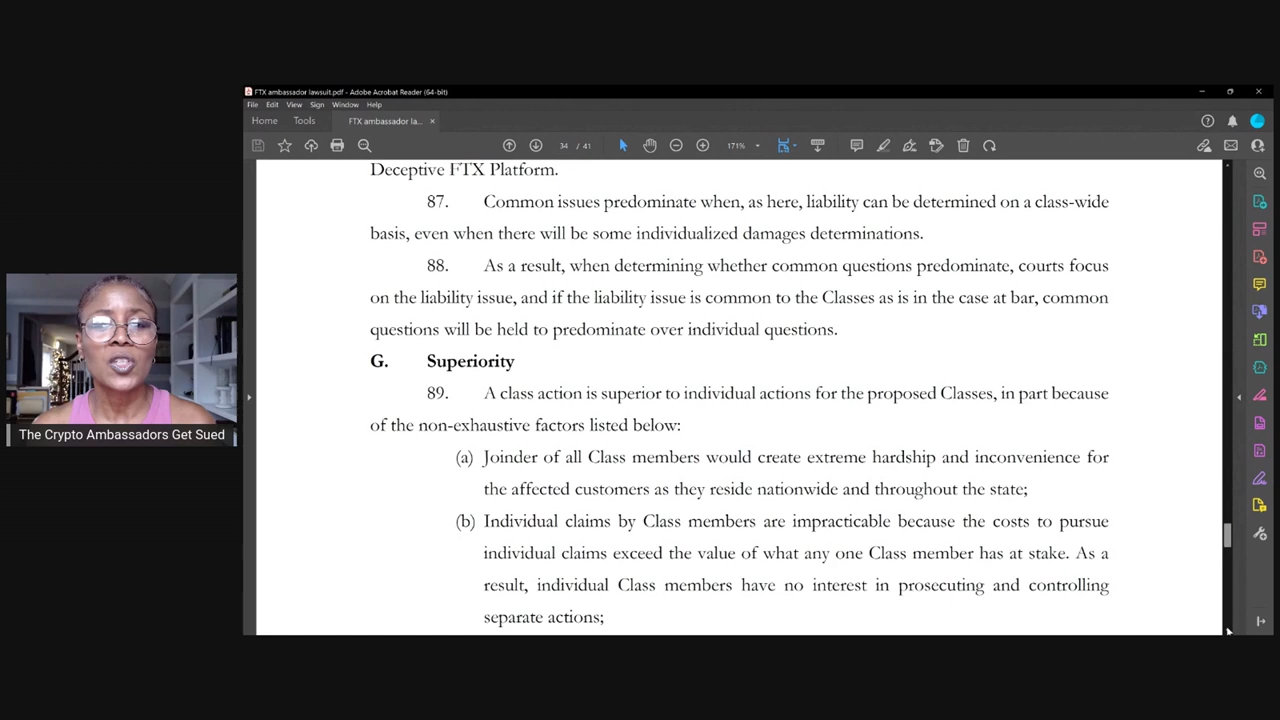 FTX ambassador lawsuit.pdf - Adobe Acrobat Reader (64-bit)
File Edit View Sign Window Help
Home Tools FTX ambassador la... ×
34 / 41 171%
Deceptive FTX Platform.
87. Common issues predominate when, as here, liability can be determined on a class-wide
basis, even when there will be some individualized damages determinations.
88. As a result, when determining whether common questions predominate, courts focus
on the liability issue, and if the liability issue is common to the Classes as is in the case at bar, common
questions will be held to predominate over individual questions.
G. Superiority
89. A class action is superior to individual actions for the proposed Classes, in part because
of the non-exhaustive factors listed below:
(a) Joinder of all Class members would create extreme hardship and inconvenience for
the affected customers as they reside nationwide and throughout the state;
(b) Individual claims by Class members are impracticable because the costs to pursue
individual claims exceed the value of what any one Class member has at stake. As a
result, individual Class members have no interest in prosecuting and controlling
separate actions;
The Crypto Ambassadors Get Sued